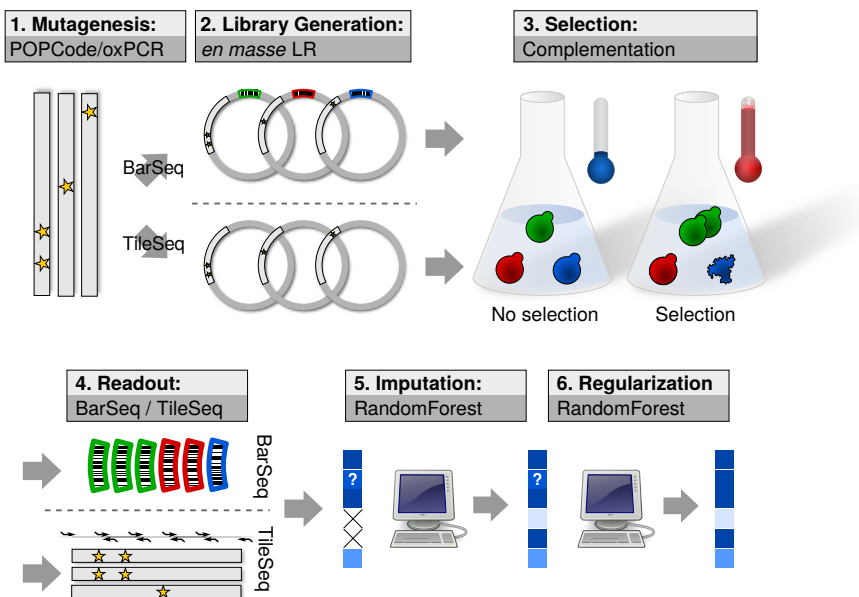 1. Mutagenesis:
POPCode/oxPCR
2. Library Generation:
en masse LR
3. Selection:
Complementation
BarSeq
TileSeq
No selection
Selection
4. Readout:
BarSeq / TileSeq
5. Imputation:
RandomForest
6. Regularization
RandomForest
BarSeq
TileSeq
?
?